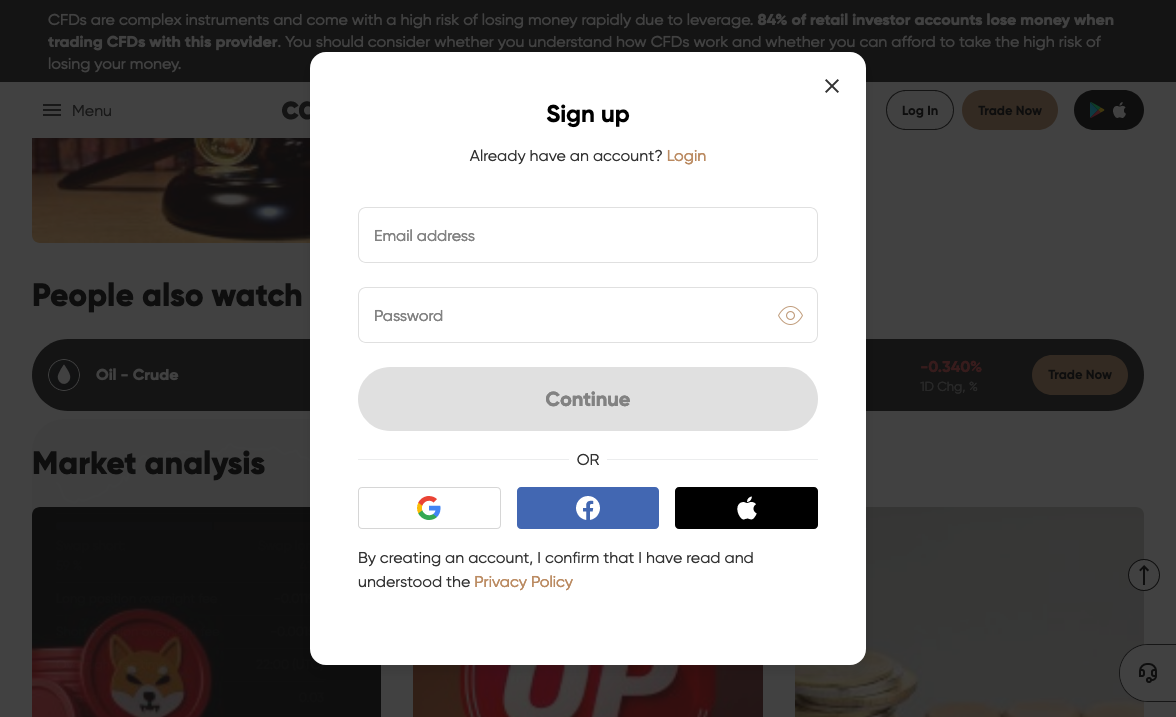 CFDs are complex instruments and come with a high risk of losing money rapidly due to leverage. 84% of retail investor accounts lose money when
trading CFDs with this provider. You should consider whether you understand how CFDs work and whether you can afford to take the high risk of
losing your money.
Menu
Log In
Trade Now
Sign up
Already have an account? Login
Email address
Password
Continue
OR
By creating an account, I confirm that I have read and
understood the Privacy Policy
People also watch
Oil - Crude
-0.340%
1D Chg, %
Trade Now
Market analysis
UP